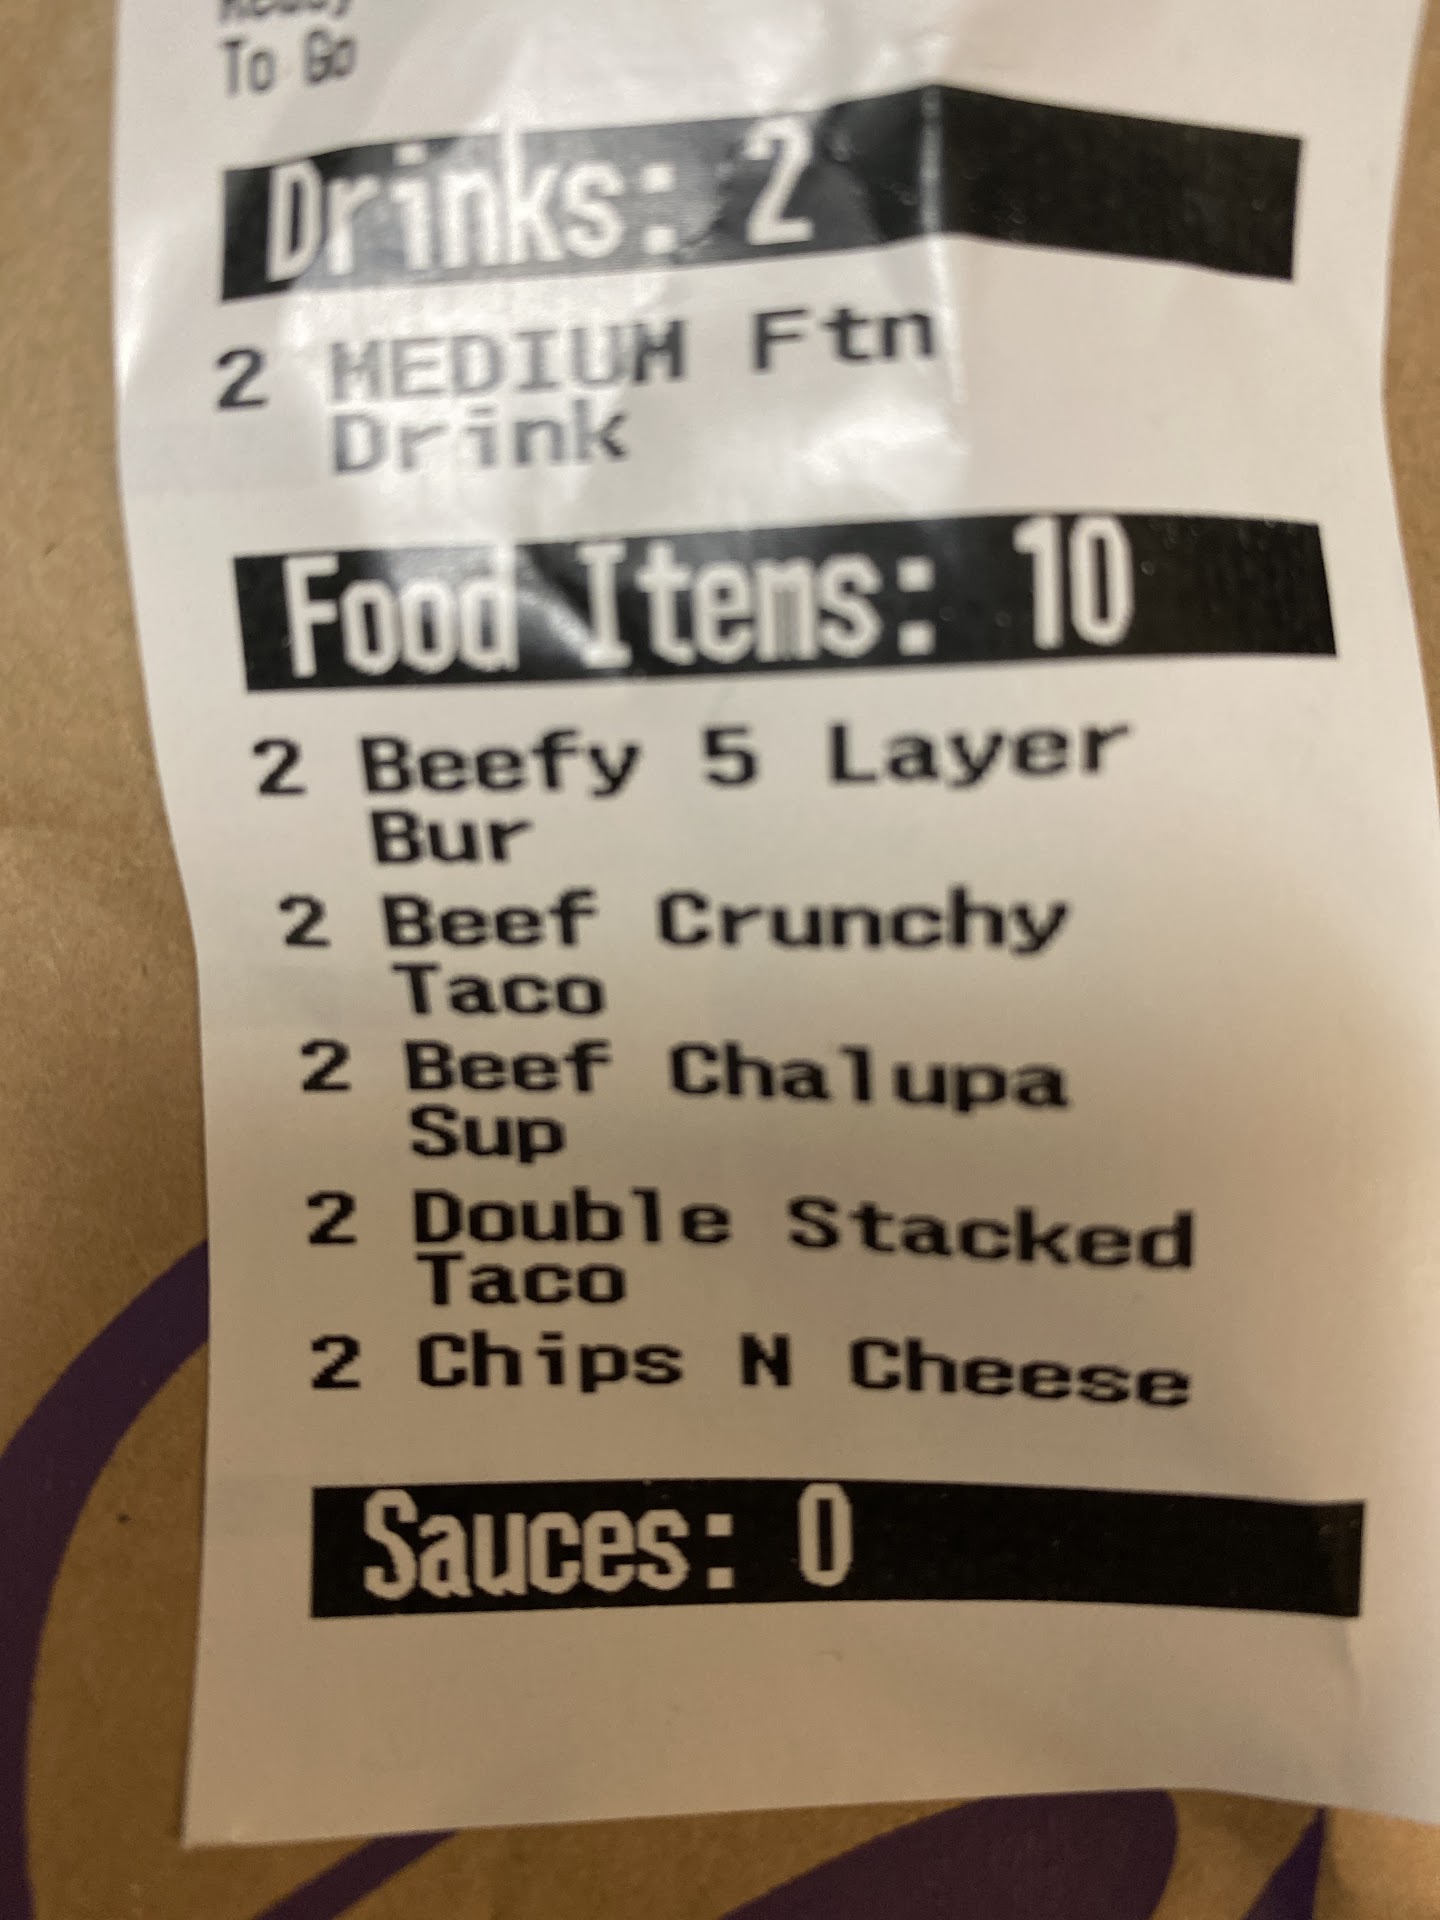 Ready
To Go
Drinks: 2
2 MEDIUM Ftn
Drink
Food Items: 10
2 Beefy 5 Layer
Bur
2 Beef Crunchy
Taco
2 Beef Chalupa
Sup
2 Double Stacked
Taco
2 Chips N Cheese
Sauces: 0